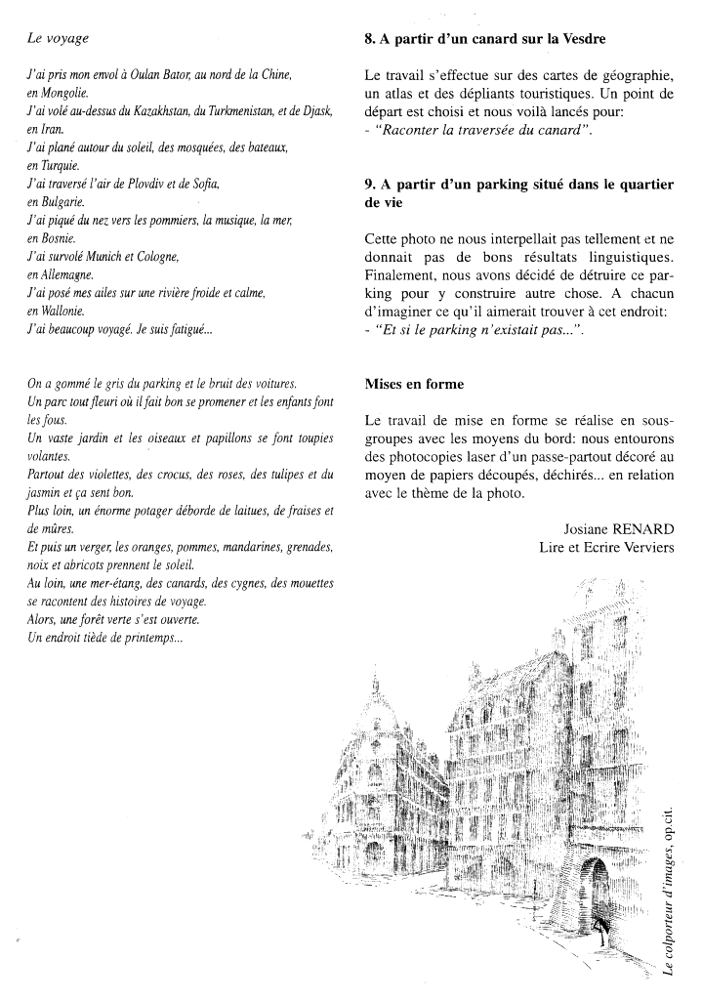 Le voyage
J'ai pris mon envol à Oulan Bator, au nord de la Chine,
en Mongolie.
J'ai volé au-dessus du Kazakhstan, du Turkmenistan, et de Djask,
en Iran.
J'ai plané autour du soleil, des mosquées, des bateaux,
en Turquie.
J'ai traversé l'air de Plovdiv et de Sofia,
en Bulgarie.
J'ai piqué du nez vers les pommiers, la musique, la mer,
en Bosnie.
J'ai survolé Munich et Cologne,
en Allemagne.
J'ai posé mes ailes sur une rivière froide et calme,
en Wallonie.
J'ai beaucoup voyagé. Je suis fatigué...
On a gommé le gris du parking et le bruit des voitures.
Un parc tout fleuri où il fait bon se promener et les enfants font
les fous.
Un vaste jardin et les oiseaux et papillons se font toupies
volantes.
Partout des violettes, des crocus, des roses, des tulipes et du
jasmin et ça sent bon.
Plus loin, un énorme potager déborde de laitues, de fraises et
de mûres.
Et puis un verger, les oranges, pommes, mandarines, grenades,
noix et abricots prennent le soleil.
Au loin, une mer-étang, des canards, des cygnes, des mouettes
se racontent des histoires de voyage.
Alors, une forêt verte s'est ouverte.
Un endroit tiède de printemps...
8. A partir d'un canard sur la Vesdre
Le travail s'effectue sur des cartes de géographie,
un atlas et des dépliants touristiques. Un point de
départ est choisi et nous voilà lancés pour:
- "Raconter la traversée du canard".
9. A partir d'un parking situé dans le quartier
de vie
Cette photo ne nous interpellait pas tellement et ne
donnait pas de bons résultats linguistiques.
Finalement, nous avons décidé de détruire ce par-
king pour y construire autre chose. A chacun
d'imaginer ce qu'il aimerait trouver à cet endroit:
- "Et si le parking n'existait pas...".
Mises en forme
Le travail de mise en forme se réalise en sous-
groupes avec les moyens du bord: nous entourons
des photocopies laser d'un passe-partout décoré au
moyen de papiers découpés, déchirés... en relation
avec le thème de la photo.
Josiane RENARD
Lire et Ecrire Verviers
Le colporteur d'images, op.cit.